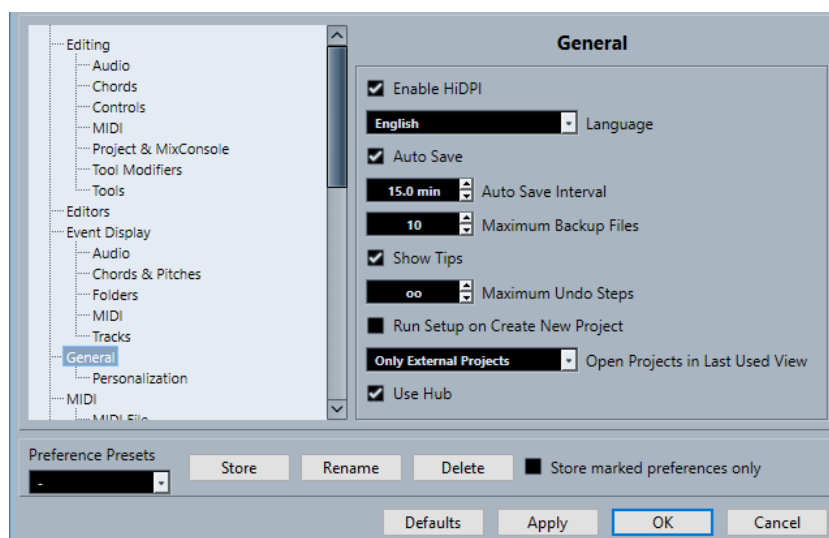 Editing
Audio
Chords
Controls
MIDI
Project & MixConsole
Tool Modifiers
Tools
Editors
Event Display
Audio
Chords & Pitches
Folders
MIDI
Tracks
General
Personalization
MIDI
MIDI File
General
Enable HiDPI
English Language
Auto Save
15.0 min Auto Save Interval
10 Maximum Backup Files
Show Tips
oo Maximum Undo Steps
Run Setup on Create New Project
Only External Projects Open Projects in Last Used View
Use Hub
Preference Presets
- Store Rename Delete Store marked preferences only
Defaults Apply OK Cancel